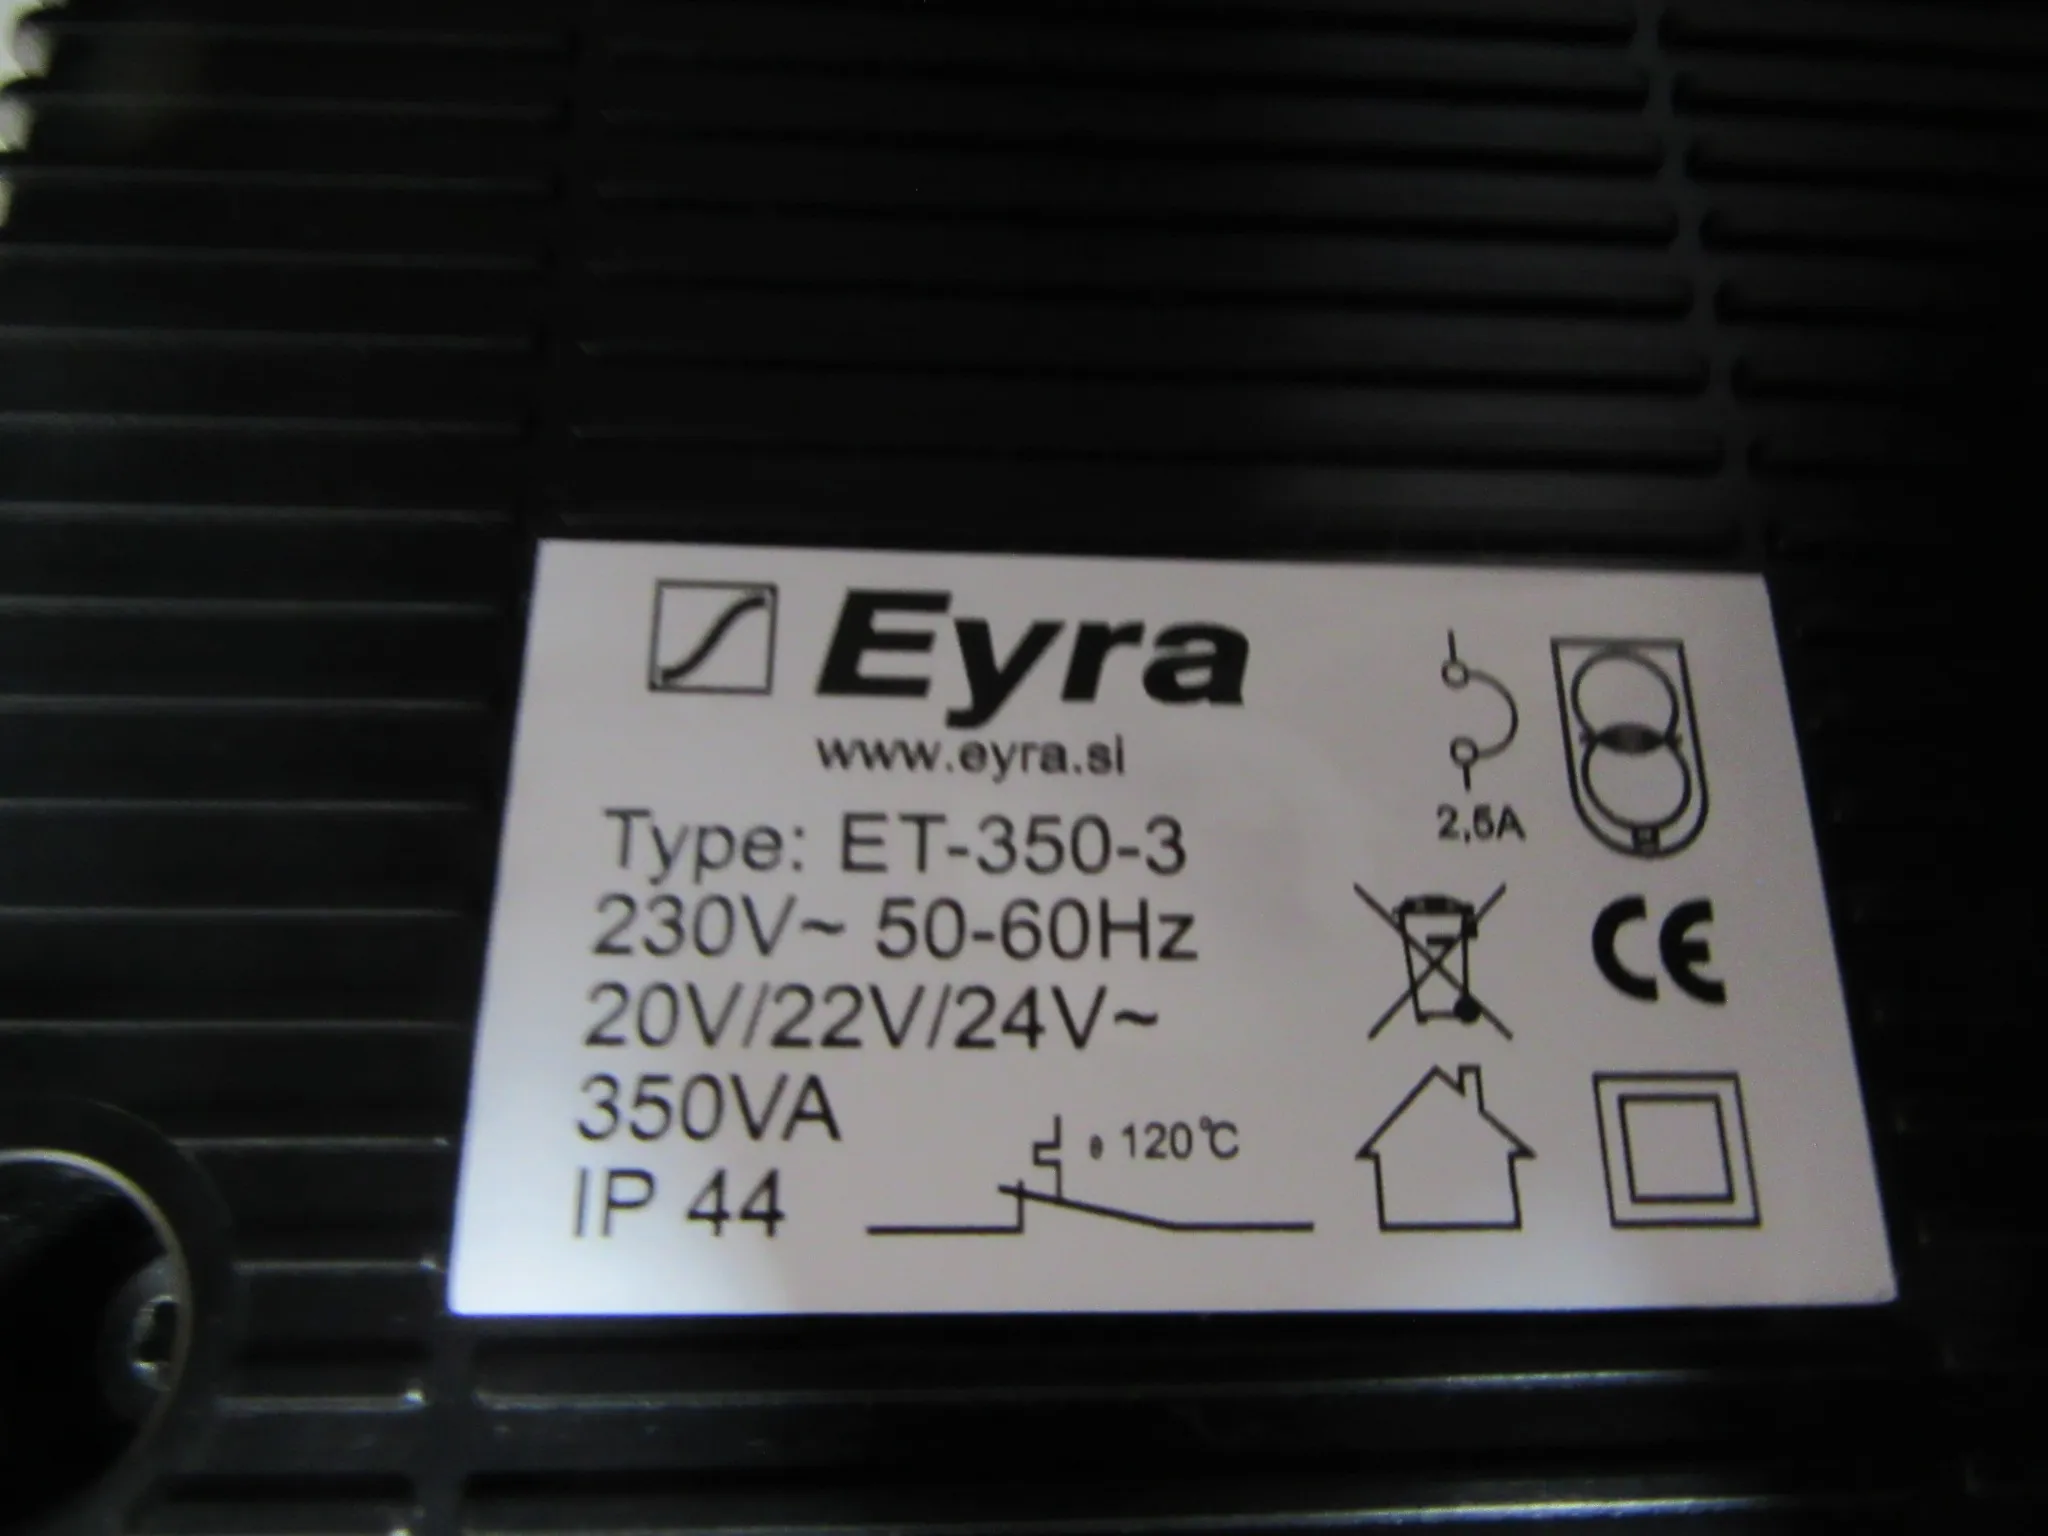 Eyra
www.eyra.si
Type: ET-350-3
230V~ 50-60Hz
20V/22V/24V~
350VA
IP 44
120°C
2,5A
CE